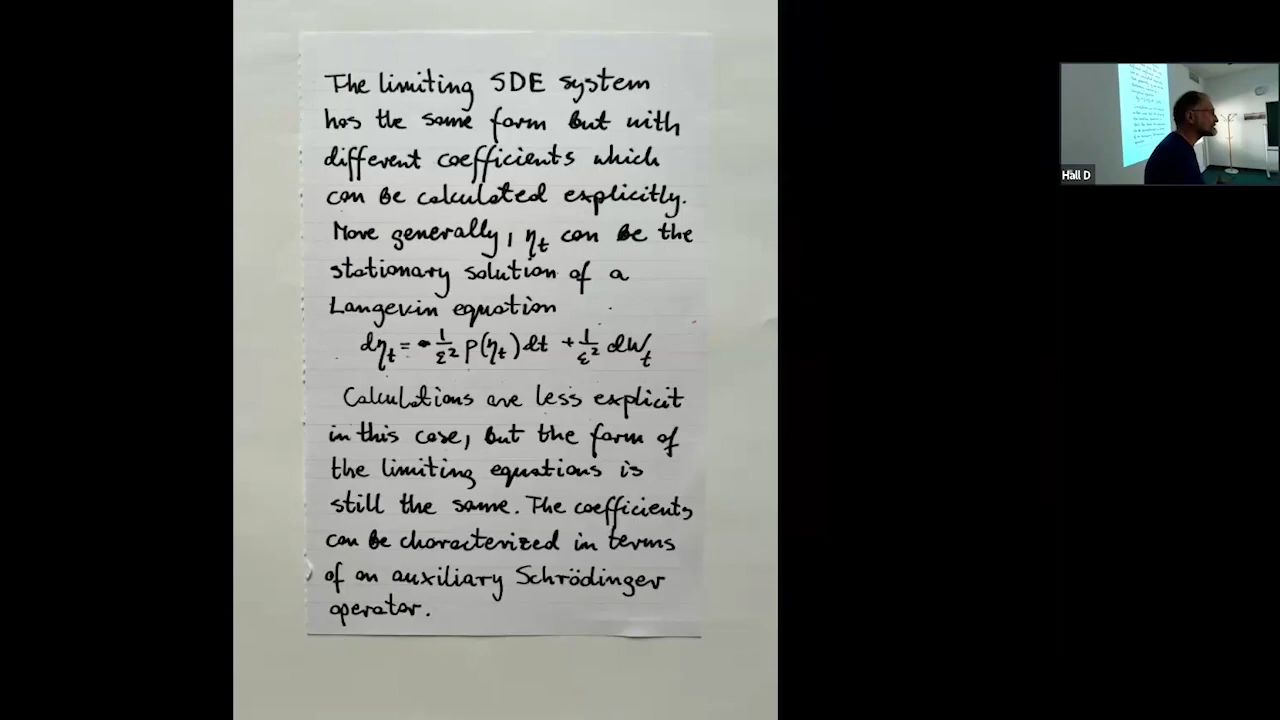 The limiting SDE system
has the same form but with
different coefficients which
can be calculated explicitly.
More generally, η_t can be the
stationary solution of a
Langevin equation
dη_t = -1/ε² p(η_t)dt + 1/ε² dW_t
Calculations are less explicit
in this case, but the form of
the limiting equations is
still the same. The coefficients
can be characterized in terms
of an auxiliary Schrödinger
operator.
Hall D